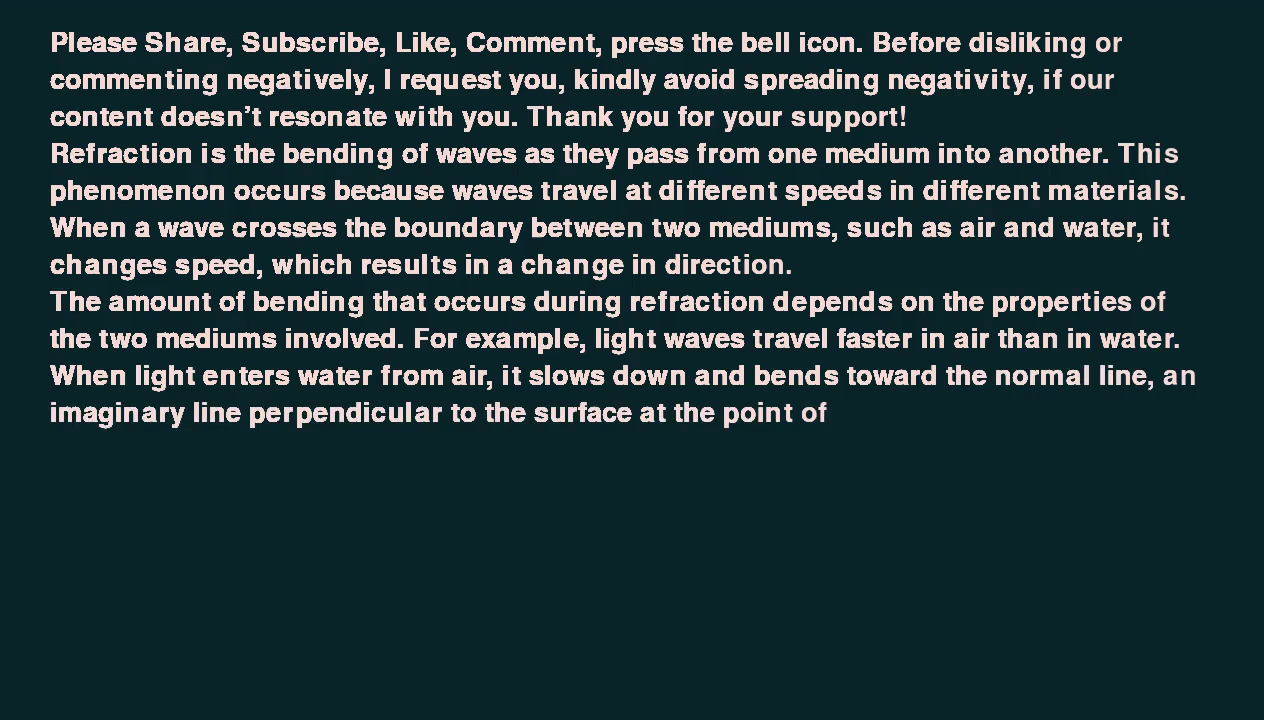 Please Share, Subscribe, Like, Comment, press the bell icon. Before disliking or
commenting negatively, I request you, kindly avoid spreading negativity, if our
content doesn’t resonate with you. Thank you for your support!
Refraction is the bending of waves as they pass from one medium into another. This
phenomenon occurs because waves travel at different speeds in different materials.
When a wave crosses the boundary between two mediums, such as air and water, it
changes speed, which results in a change in direction.
The amount of bending that occurs during refraction depends on the properties of
the two mediums involved. For example, light waves travel faster in air than in water.
When light enters water from air, it slows down and bends toward the normal line, an
imaginary line perpendicular to the surface at the point of